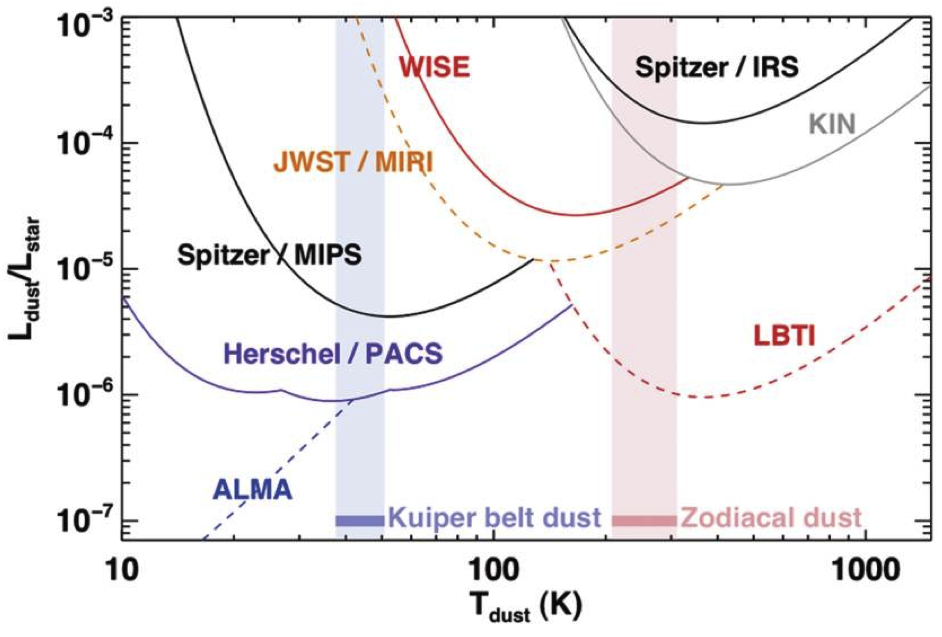 10⁻³
WISE
Spitzer / IRS
KIN
10⁻⁴
JWST / MIRI
Spitzer / MIPS
10⁻⁵
L_dust/L_star
LBTI
Herschel / PACS
10⁻⁶
ALMA
Kuiper belt dust
Zodiacal dust
10⁻⁷
10
100
1000
T_dust (K)